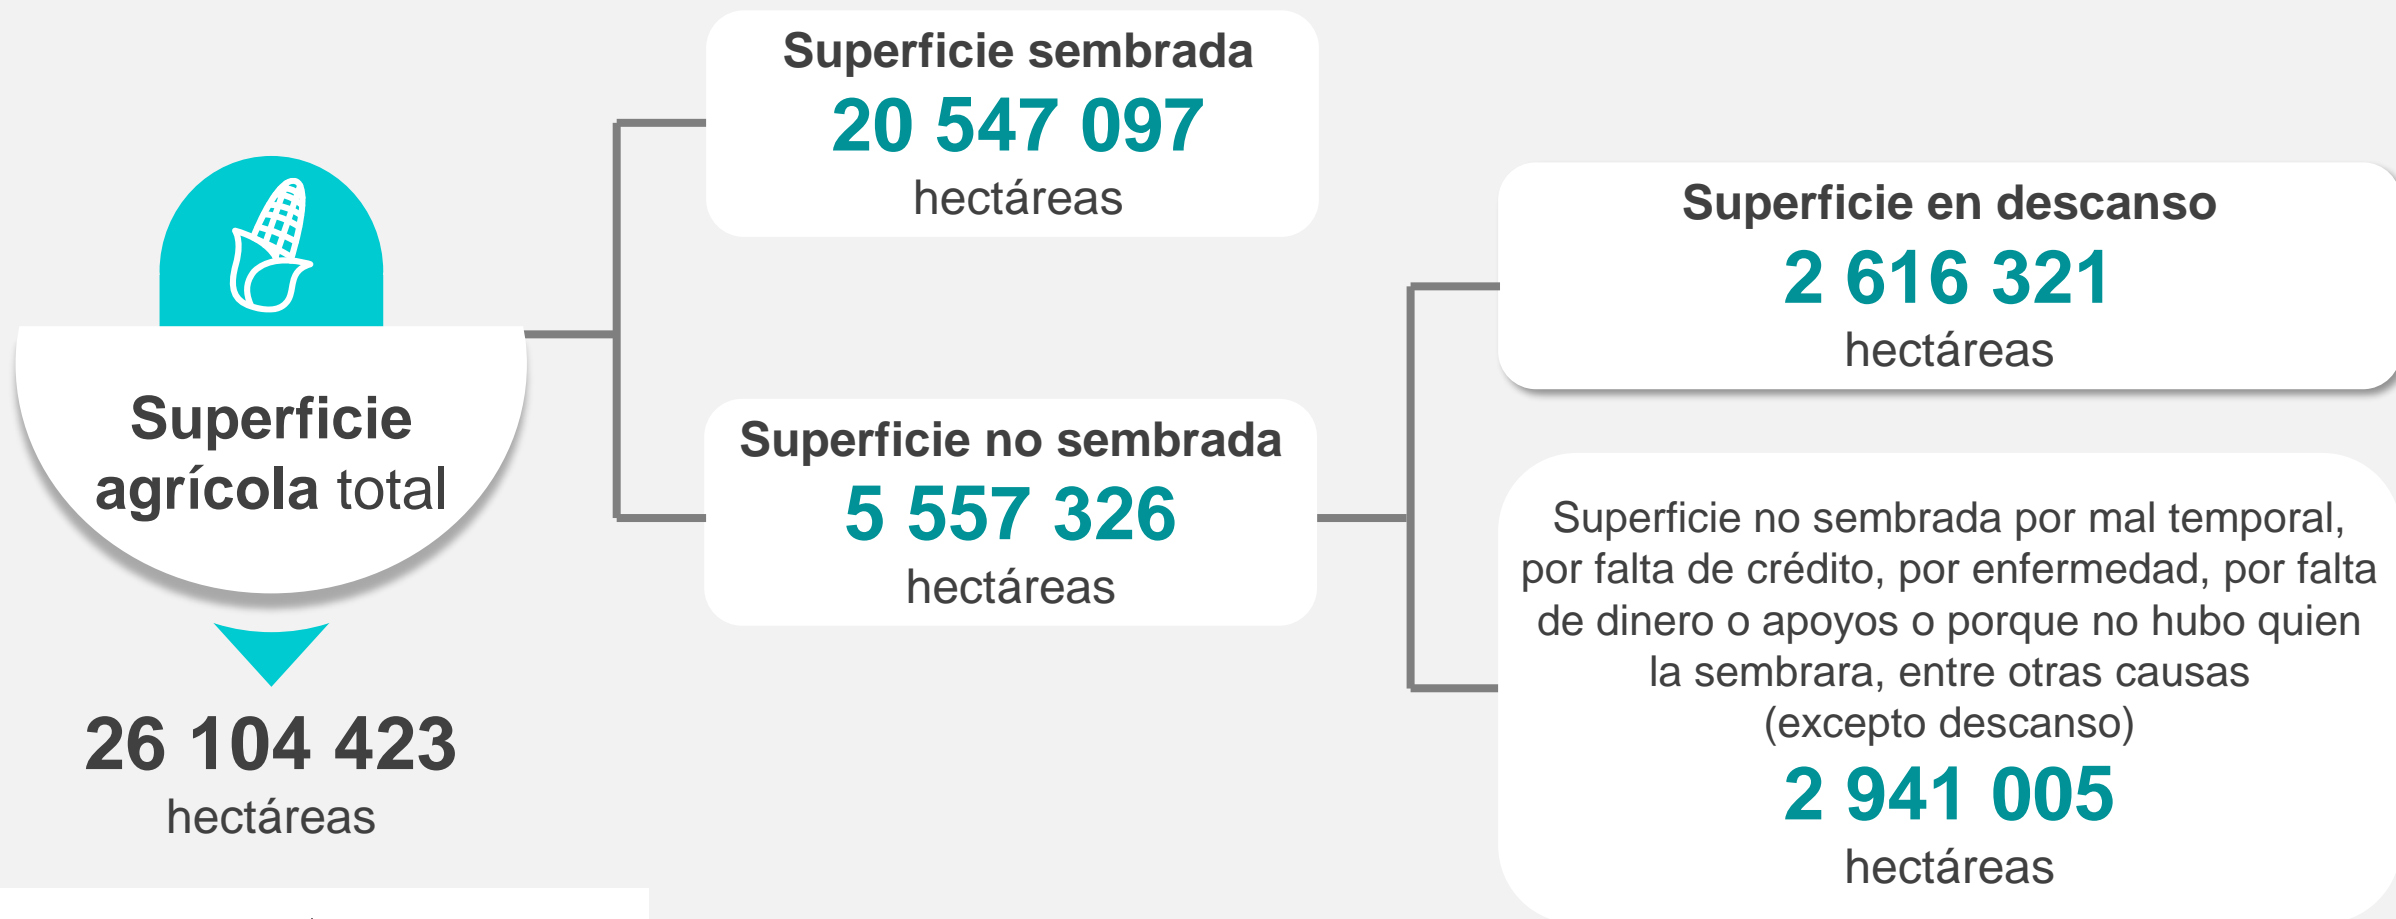 Superficie
agrícola total
26 104 423
hectáreas
Superficie sembrada
20 547 097
hectáreas
Superficie no sembrada
5 557 326
hectáreas
Superficie en descanso
2 616 321
hectáreas
Superficie no sembrada por mal temporal,
por falta de crédito, por enfermedad, por falta
de dinero o apoyos o porque no hubo quien
la sembrara, entre otras causas
(excepto descanso)
2 941 005
hectáreas